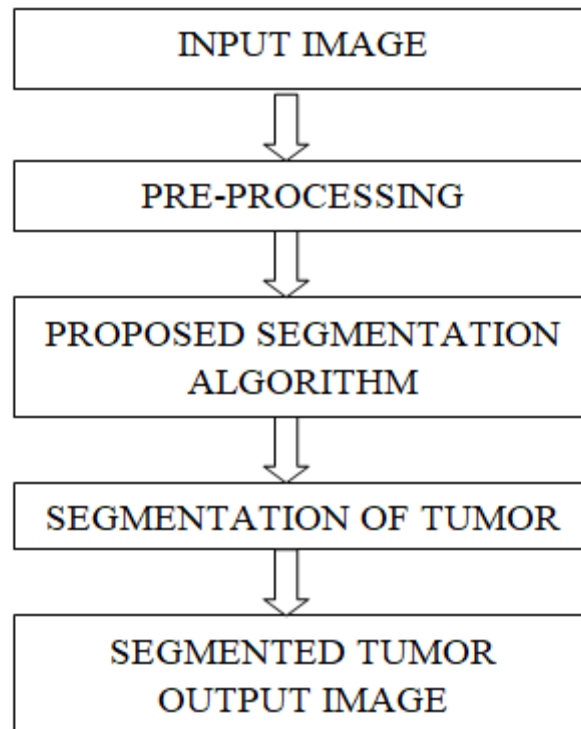 INPUT IMAGE
PRE-PROCESSING
PROPOSED SEGMENTATION
ALGORITHM
SEGMENTATION OF TUMOR
SEGMENTED TUMOR
OUTPUT IMAGE